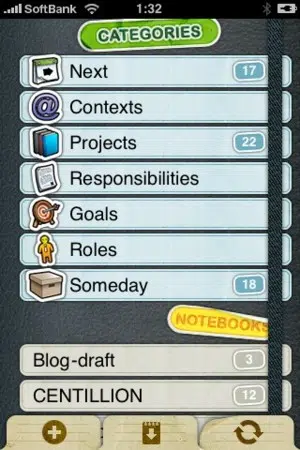 SoftBank 1:32
CATEGORIES
Next 17
Contexts
Projects 22
Responsibilities
Goals
Roles
Someday 18
NOTEBOOKS
Blog-draft 3
CENTILLION 12